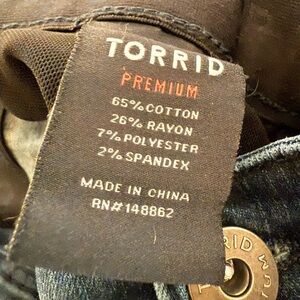 TORRID
PREMIUM
65% COTTON
26% RAYON
7% POLYESTER
2% SPANDEX
MADE IN CHINA
RN#148862